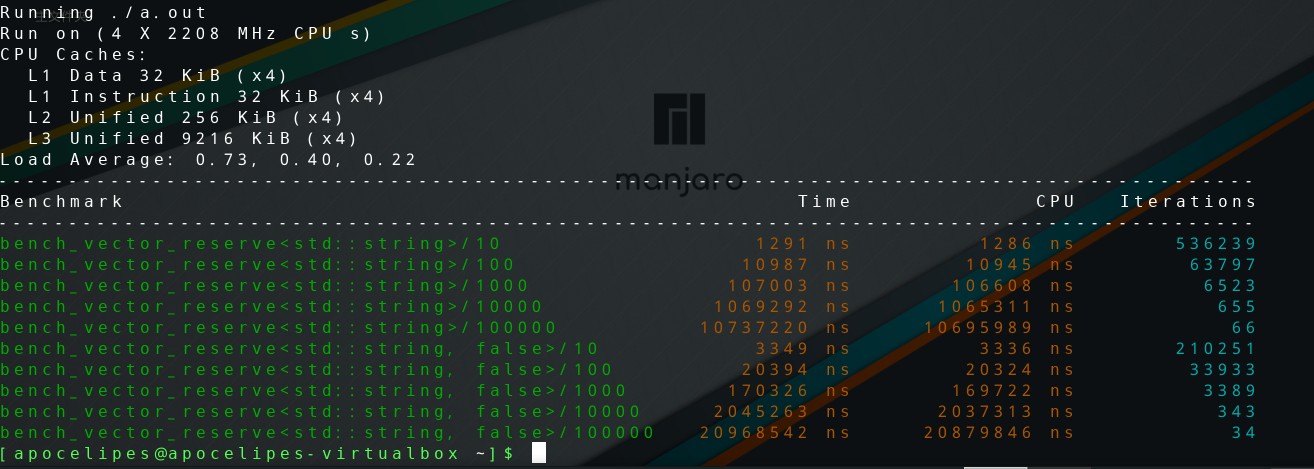 Running ./a.out
Run on (4 X 2208 MHz CPU s)
CPU Caches:
  L1 Data 32 KiB (x4)
  L1 Instruction 32 KiB (x4)
  L2 Unified 256 KiB (x4)
  L3 Unified 9216 KiB (x4)
Load Average: 0.73, 0.40, 0.22
manjaro
Benchmark Time CPU Iterations
bench_vector_reserve<std::string>/10 1291 ns 1286 ns 536239
bench_vector_reserve<std::string>/100 10987 ns 10945 ns 63797
bench_vector_reserve<std::string>/1000 107003 ns 106608 ns 6523
bench_vector_reserve<std::string>/10000 1069292 ns 1065311 ns 655
bench_vector_reserve<std::string>/100000 10737220 ns 10695989 ns 66
bench_vector_reserve<std::string, false>/10 3349 ns 3336 ns 210251
bench_vector_reserve<std::string, false>/100 20394 ns 20324 ns 33933
bench_vector_reserve<std::string, false>/1000 170326 ns 169722 ns 3389
bench_vector_reserve<std::string, false>/10000 2045263 ns 2037313 ns 343
bench_vector_reserve<std::string, false>/100000 20968542 ns 20879846 ns 34
[apocelipes@apocelipes-virtualbox ~]$